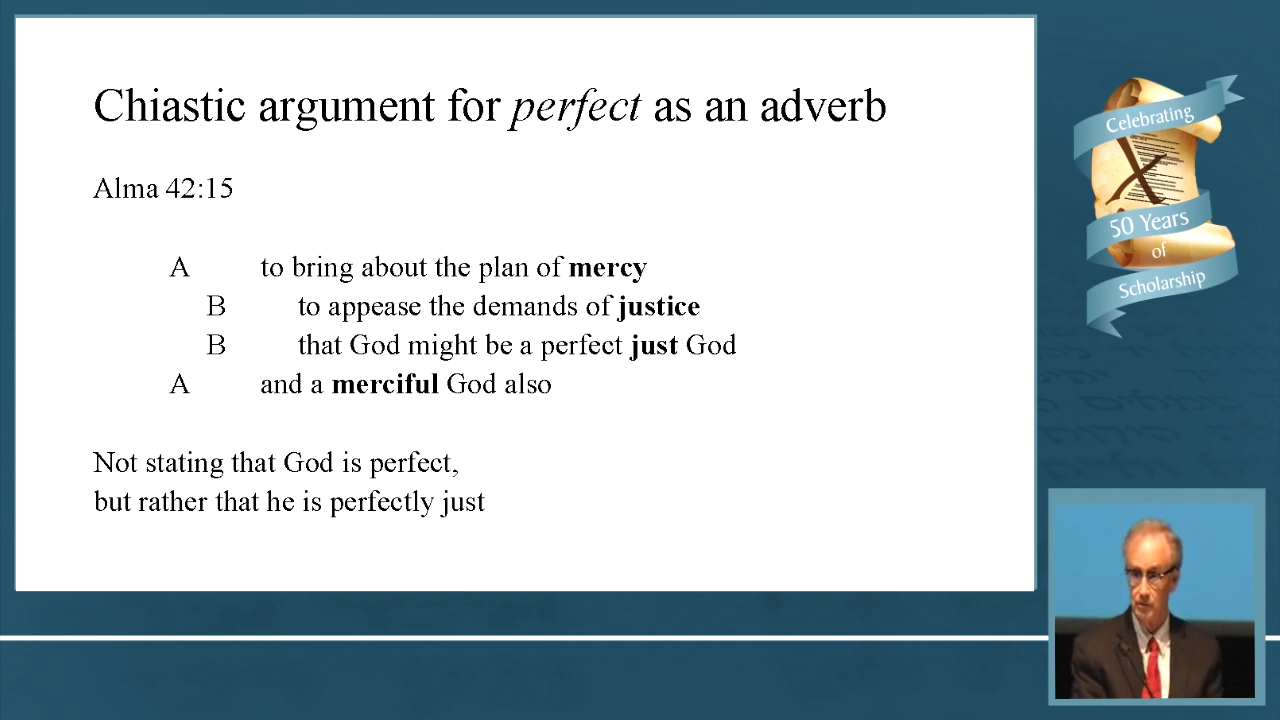 Chiastic argument for perfect as an adverb
Alma 42:15
A to bring about the plan of mercy
B to appease the demands of justice
B that God might be a perfect just God
A and a merciful God also
Not stating that God is perfect,
but rather that he is perfectly just
Celebrating
50 Years
of
Scholarship